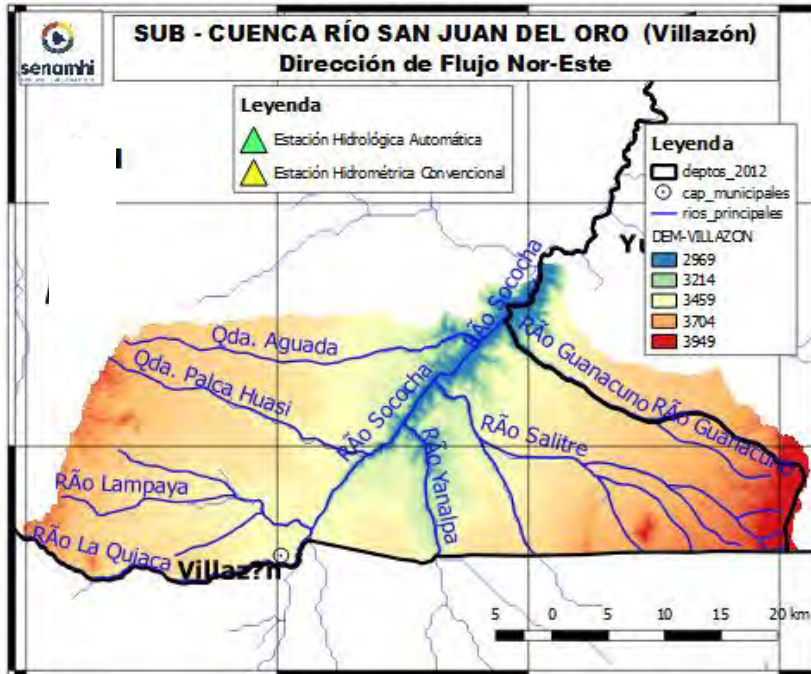 senamhi
SUB - CUENCA RÍO SAN JUAN DEL ORO (Villazón)
Dirección de Flujo Nor-Este
Leyenda
Estación Hidrológica Automática
Estación Hidrométrica Convencional
Leyenda
deptos_2012
cap_municipales
rios_principales
DEM-VILLAZON
2969
3214
3459
3704
3949
Yu
RÃo Sococha
Qda. Aguada
Qda. Palca Huasi
RÃo Sococha
RÃo Guanacuno
RÃo Guanacuno
RÃo Salitre
RÃo Yanalpa
RÃo Lampaya
RÃo La Quiaca
Villaz?n
5 0 5 10 15 20 km